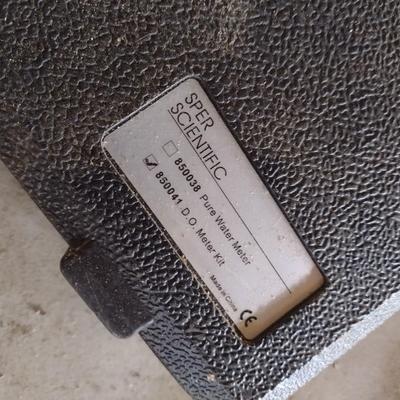 SPER
SCIENTIFIC
850038 Pure Water Meter
850041 D.O. Meter Kit
Made in China
CE